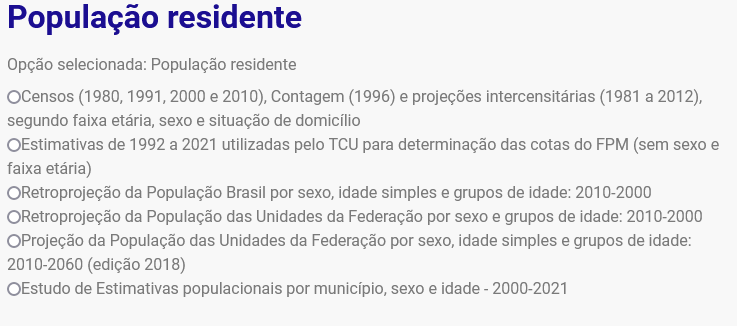 População residente
Opção selecionada: População residente
Censos (1980, 1991, 2000 e 2010), Contagem (1996) e projeções intercensitárias (1981 a 2012),
segundo faixa etária, sexo e situação de domicílio
Estimativas de 1992 a 2021 utilizadas pelo TCU para determinação das cotas do FPM (sem sexo e
faixa etária)
Retroprojeção da População Brasil por sexo, idade simples e grupos de idade: 2010-2000
Retroprojeção da População das Unidades da Federação por sexo e grupos de idade: 2010-2000
Projeção da População das Unidades da Federação por sexo, idade simples e grupos de idade:
2010-2060 (edição 2018)
Estudo de Estimativas populacionais por município, sexo e idade - 2000-2021